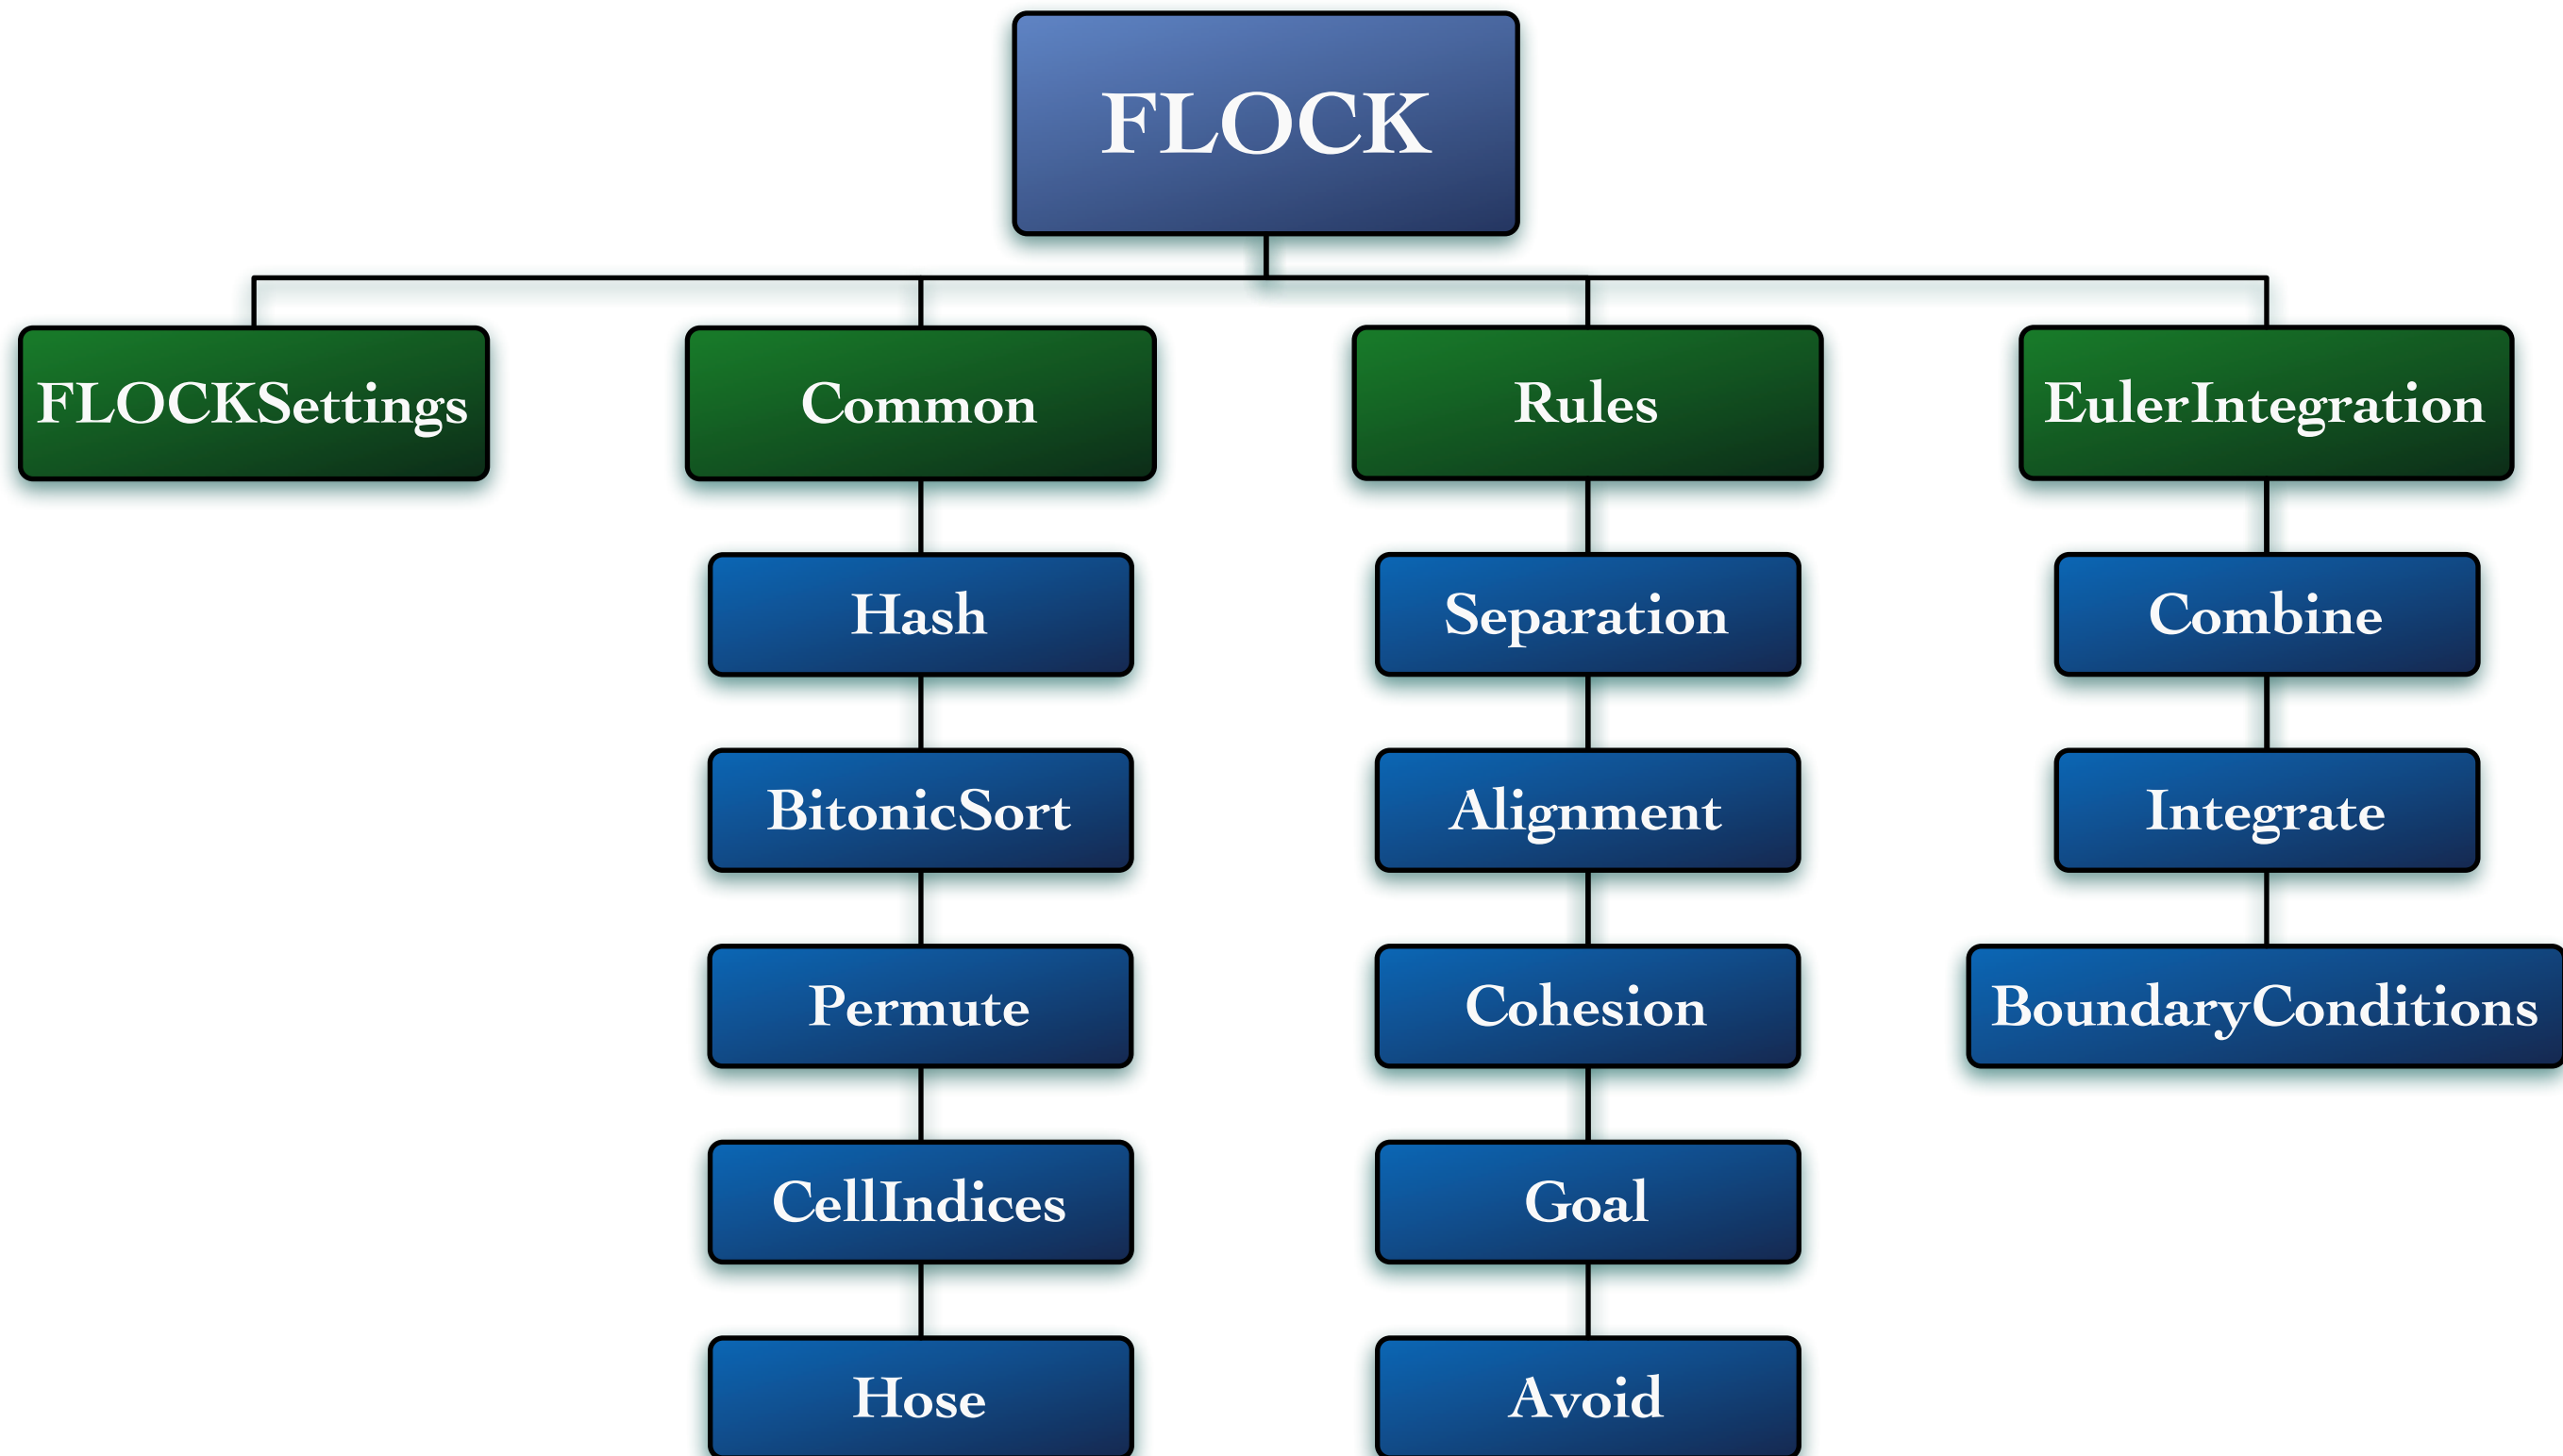 FLOCK
FLOCKSettings
Common
Rules
EulerIntegration
Hash
Separation
Combine
BitonicSort
Alignment
Integrate
Permute
Cohesion
BoundaryConditions
CellIndices
Goal
Hose
Avoid